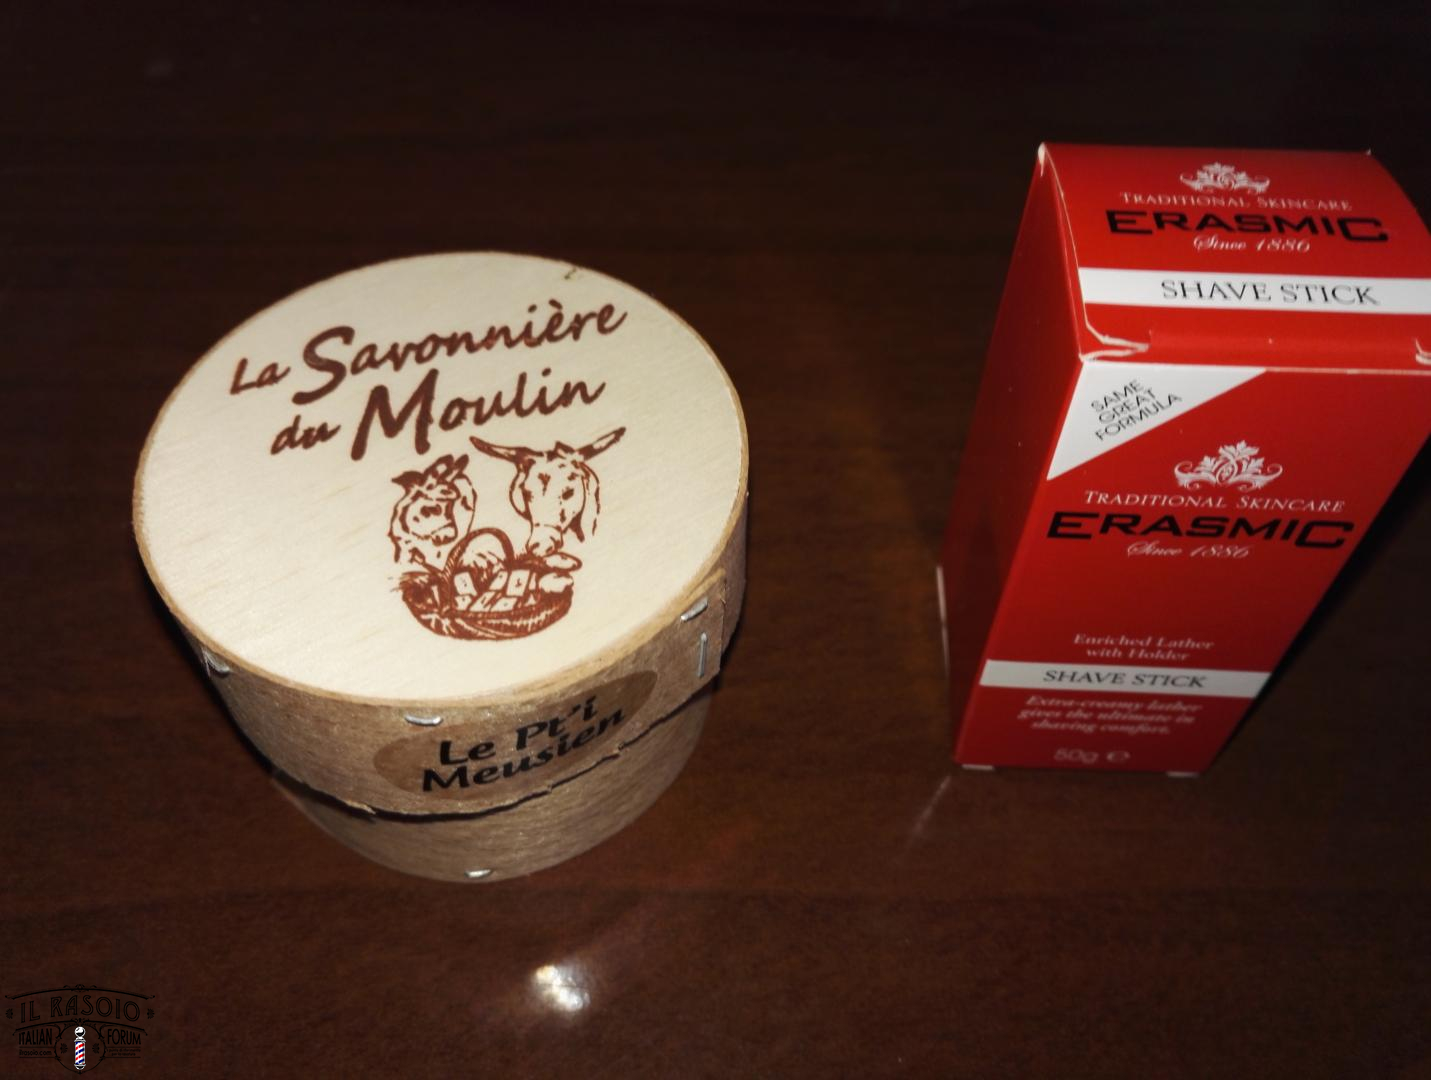 La Savonnière
du Moulin
Le Pt'i
Meusien
TRADITIONAL SKINCARE
ERASMIC
Since 1886
SHAVE STICK
SAME
GREAT
FORMULA
TRADITIONAL SKINCARE
ERASMIC
Since 1886
Enriched Lather
with Holder
SHAVE STICK
Extra-creamy lather
gives the ultimate in
shaving comfort.
50g ℮
IL RASOIO
ITALIAN FORUM